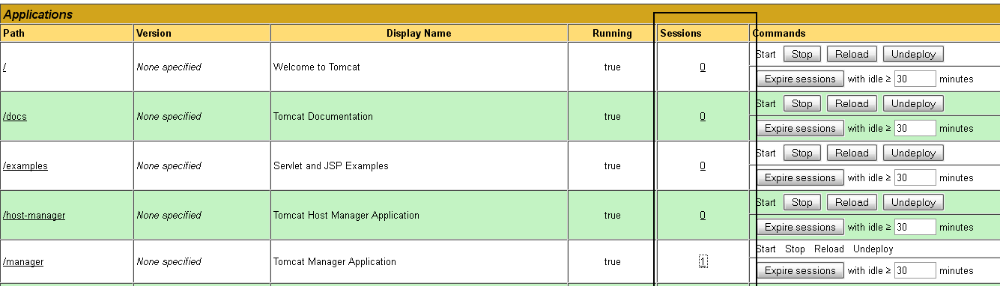 Applications
Path Version Display Name Running Sessions Commands
/ None specified Welcome to Tomcat true 0 Start Stop Reload Undeploy
Expire sessions with idle ≥ 30 minutes
/docs None specified Tomcat Documentation true 0 Start Stop Reload Undeploy
Expire sessions with idle ≥ 30 minutes
/examples None specified Servlet and JSP Examples true 0 Start Stop Reload Undeploy
Expire sessions with idle ≥ 30 minutes
/host-manager None specified Tomcat Host Manager Application true 0 Start Stop Reload Undeploy
Expire sessions with idle ≥ 30 minutes
/manager None specified Tomcat Manager Application true 1 Start Stop Reload Undeploy
Expire sessions with idle ≥ 30 minutes